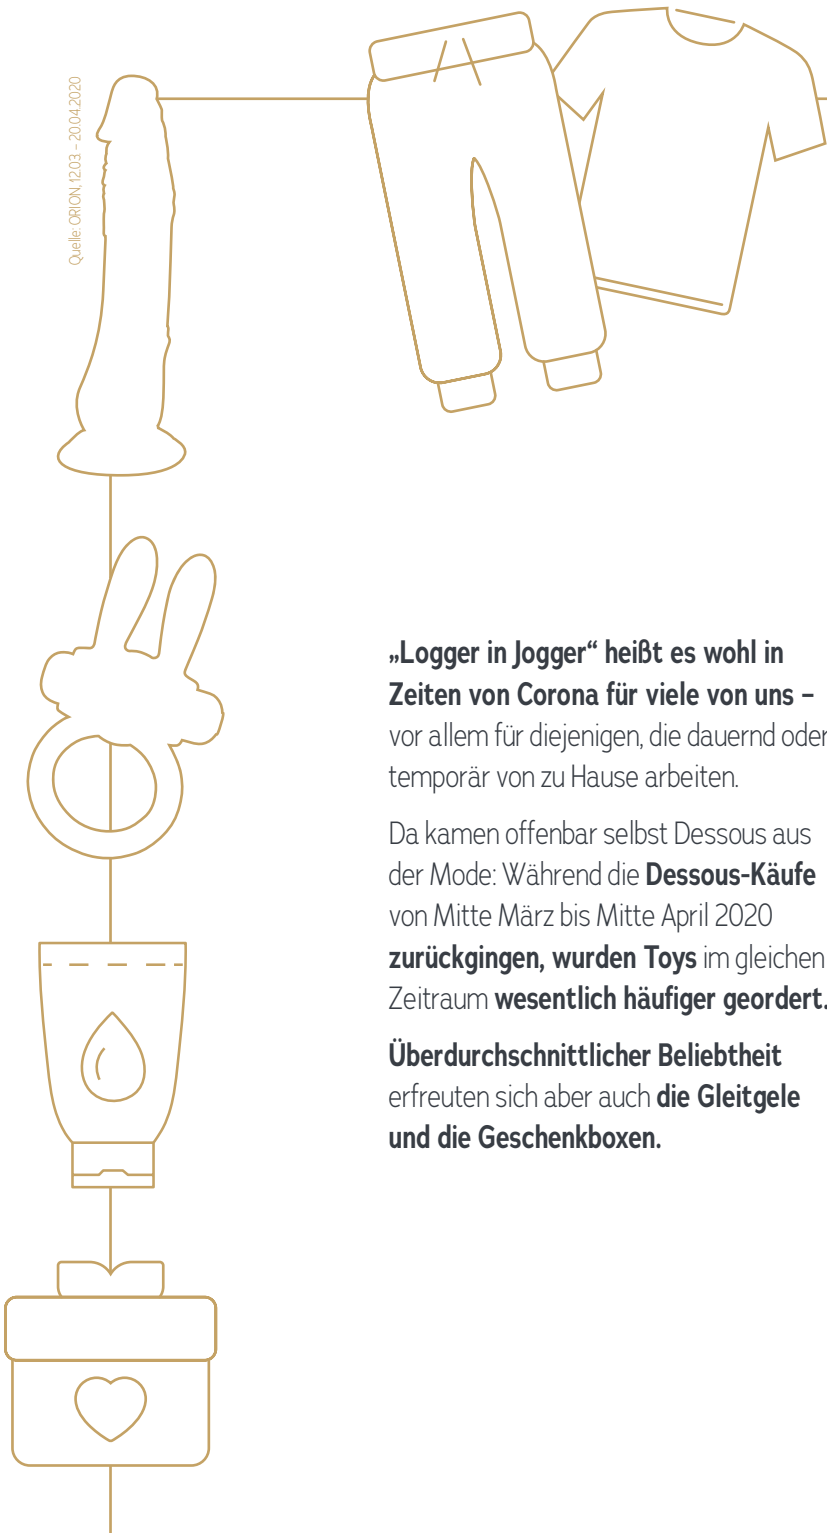 Quelle: ORION, 12.03. – 20.04.2020
„Logger in Jogger“ heißt es wohl in
Zeiten von Corona für viele von uns –
vor allem für diejenigen, die dauernd oder
temporär von zu Hause arbeiten.
Da kamen offenbar selbst Dessous aus
der Mode: Während die Dessous-Käufe
von Mitte März bis Mitte April 2020
zurückgingen, wurden Toys im gleichen
Zeitraum wesentlich häufiger geordert.
Überdurchschnittlicher Beliebtheit
erfreuten sich aber auch die Gleitgele
und die Geschenkboxen.